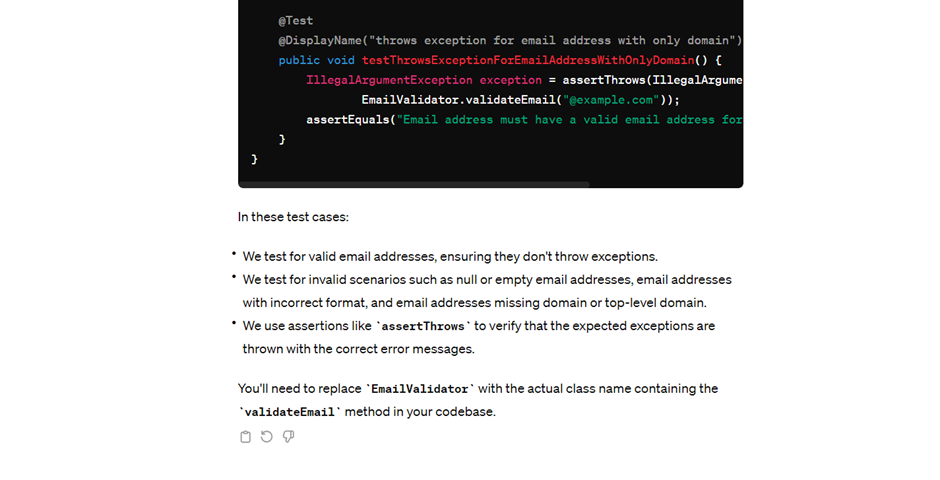 @Test
@DisplayName("throws exception for email address with only domain")
public void testThrowsExceptionForEmailAddressWithOnlyDomain() {
IllegalArgumentException exception = assertThrows(IllegalArgume
EmailValidator.validateEmail("@example.com"));
assertEquals("Email address must have a valid email address for
}
}
In these test cases:
• We test for valid email addresses, ensuring they don't throw exceptions.
• We test for invalid scenarios such as null or empty email addresses, email addresses
with incorrect format, and email addresses missing domain or top-level domain.
• We use assertions like `assertThrows` to verify that the expected exceptions are
thrown with the correct error messages.
You'll need to replace `EmailValidator` with the actual class name containing the
`validateEmail` method in your codebase.